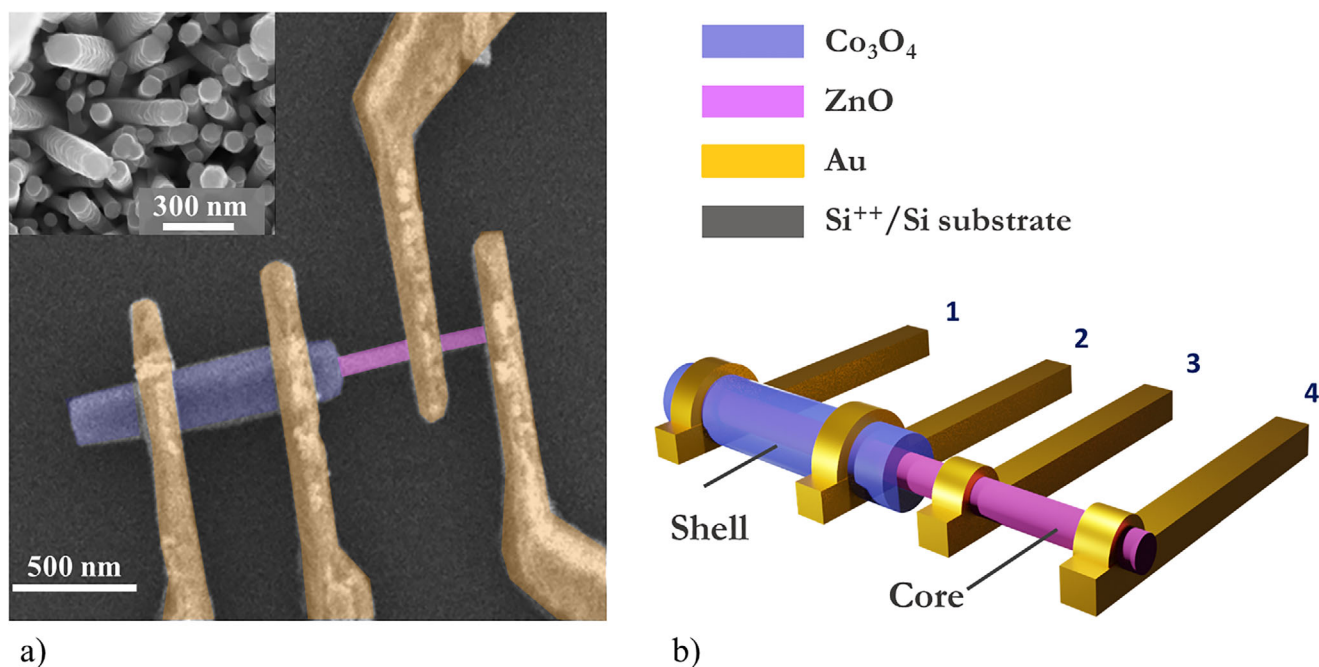 300 nm
500 nm
a)
Co₃O₄
ZnO
Au
Si⁺⁺/Si substrate
1
2
3
4
Shell
Core
b)